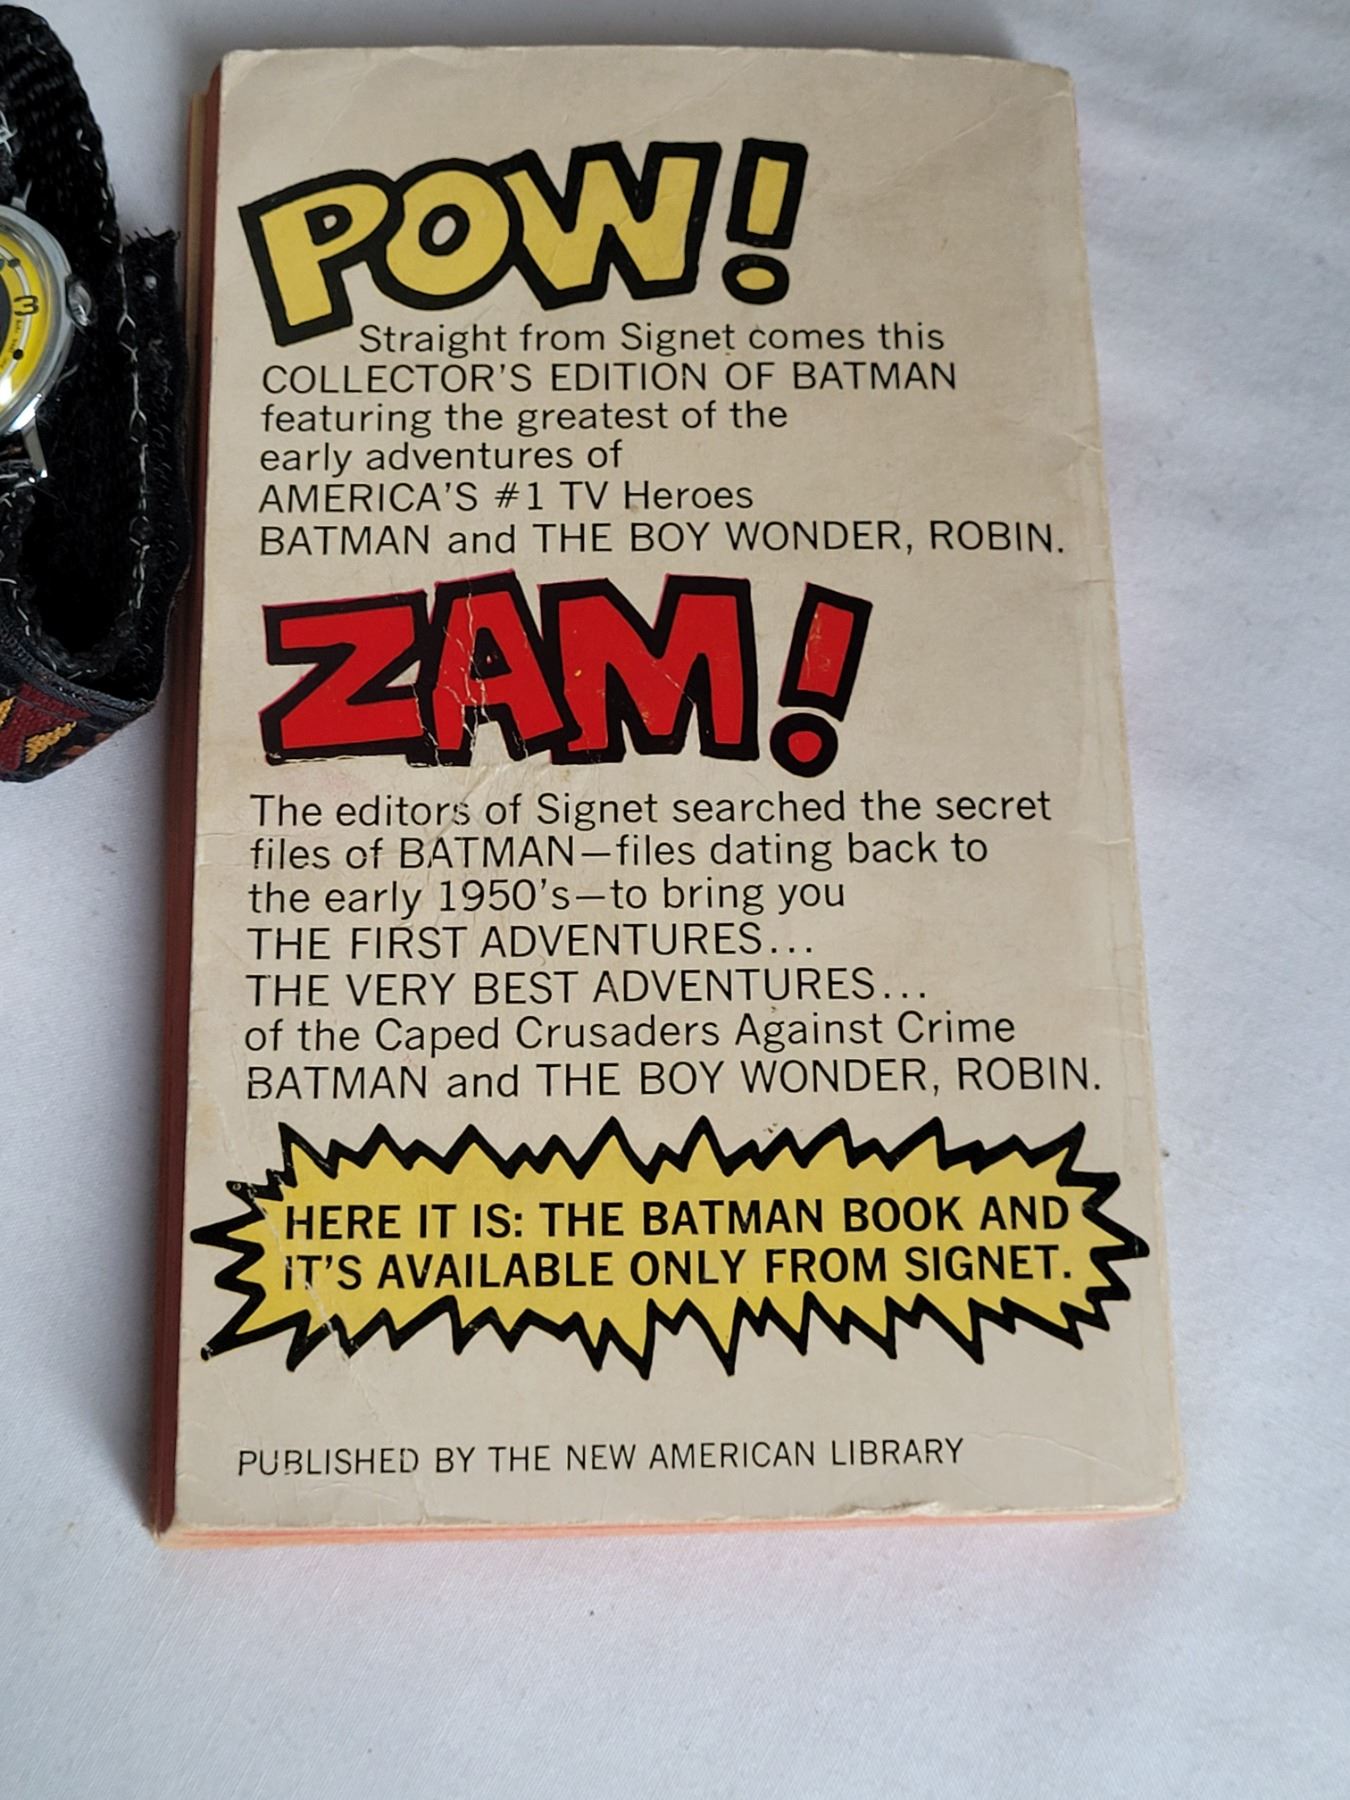 POW!
Straight from Signet comes this
COLLECTOR'S EDITION OF BATMAN
featuring the greatest of the
early adventures of
AMERICA'S #1 TV Heroes
BATMAN and THE BOY WONDER, ROBIN.
ZAM!
The editors of Signet searched the secret
files of BATMAN—files dating back to
the early 1950's—to bring you
THE FIRST ADVENTURES...
THE VERY BEST ADVENTURES...
of the Caped Crusaders Against Crime
BATMAN and THE BOY WONDER, ROBIN.
HERE IT IS: THE BATMAN BOOK AND
IT'S AVAILABLE ONLY FROM SIGNET.
PUBLISHED BY THE NEW AMERICAN LIBRARY
3